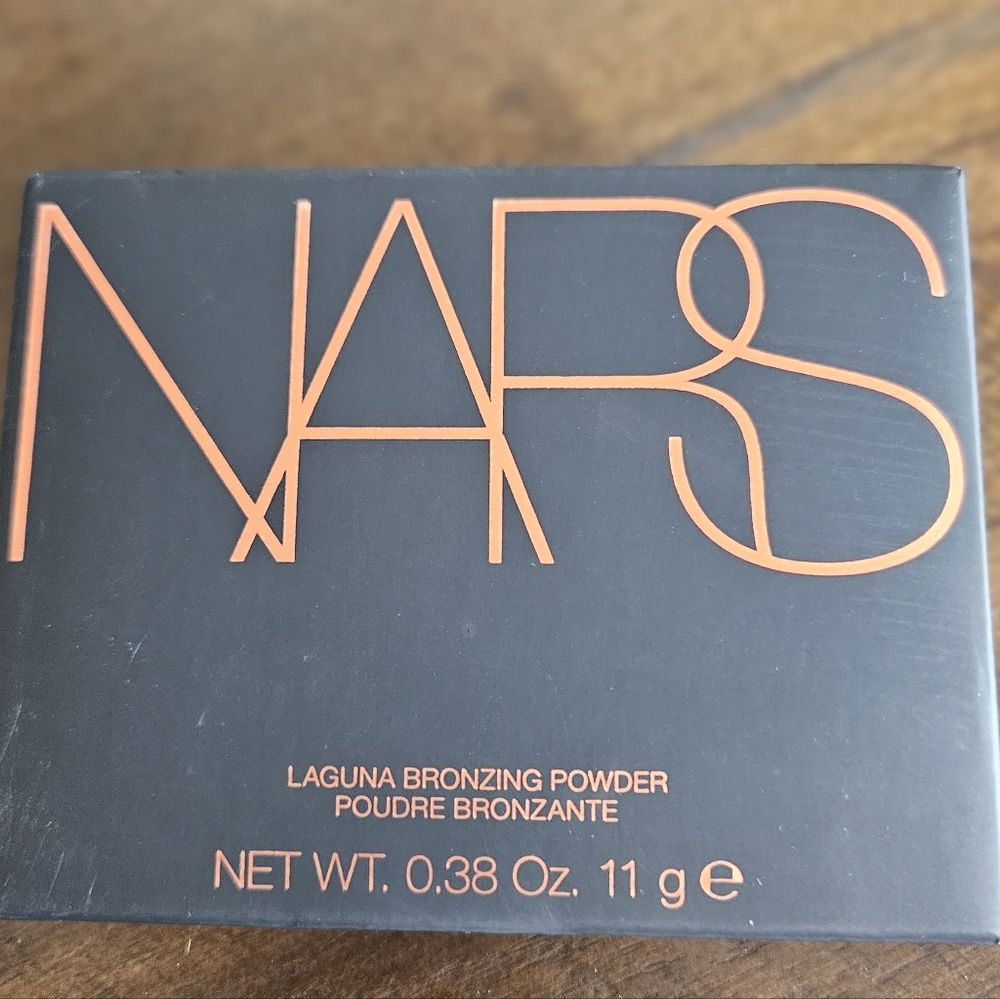 NARS
LAGUNA BRONZING POWDER
POUDRE BRONZANTE
NET WT. 0.38 Oz. 11 g ℮